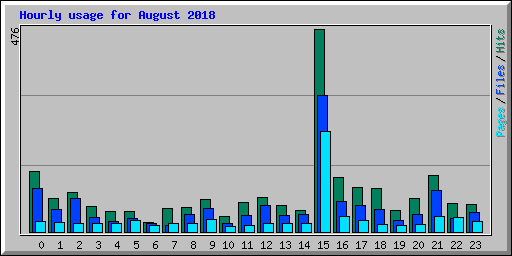 Hourly usage for August 2018
476
Pages/Files/Hits
0 1 2 3 4 5 6 7 8 9 10 11 12 13 14 15 16 17 18 19 20 21 22 23